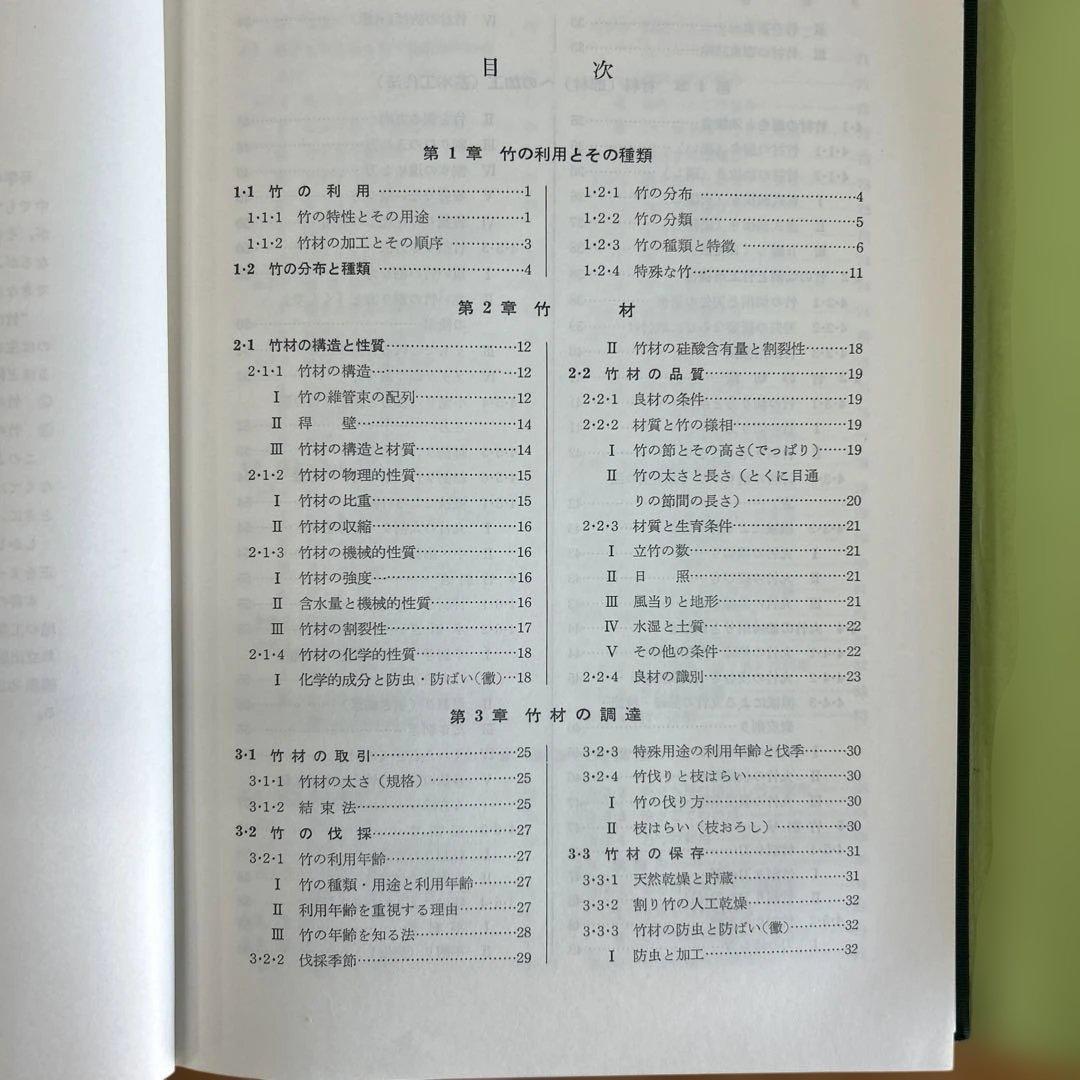 目　次
第1章　竹の利用とその種類
1・1　竹の利用……………1
1・1・1　竹の特性とその用途……………1
1・1・2　竹材の加工とその順序……………3
1・2　竹の分布と種類……………4
1・2・1　竹の分布……………4
1・2・2　竹の分類……………5
1・2・3　竹の種類と特徴……………6
1・2・4　特殊な竹……………11
第2章　竹　材
2・1　竹材の構造と性質……………12
2・1・1　竹材の構造……………12
Ⅰ　竹の維管束の配列……………12
Ⅱ　稈　壁……………14
Ⅲ　竹材の構造と材質……………14
2・1・2　竹材の物理的性質……………15
Ⅰ　竹材の比重……………15
Ⅱ　竹材の収縮……………16
2・1・3　竹材の機械的性質……………16
Ⅰ　竹材の強度……………16
Ⅱ　含水量と機械的性質……………16
Ⅲ　竹材の割裂性……………17
2・1・4　竹材の化学的性質……………18
Ⅰ　化学的成分と防虫・防ばい（黴）…18
Ⅱ　竹材の硅酸含有量と割裂性………18
2・2　竹材の品質……………19
2・2・1　良材の条件……………19
2・2・2　材質と竹の様相……………19
Ⅰ　竹の節とその高さ（でっぱり）……19
Ⅱ　竹の太さと長さ（とくに目通
りの節間の長さ）……………20
2・2・3　材質と生育条件……………21
Ⅰ　立竹の数……………21
Ⅱ　日　照……………21
Ⅲ　風当りと地形……………21
Ⅳ　水湿と土質……………22
Ⅴ　その他の条件……………22
2・2・4　良材の識別……………23
第3章　竹材の調達
3・1　竹材の取引……………25
3・1・1　竹材の太さ（規格）……………25
3・1・2　結束法……………25
3・2　竹の伐採……………27
3・2・1　竹の利用年齢……………27
Ⅰ　竹の種類・用途と利用年齢………27
Ⅱ　利用年齢を重視する理由…………27
Ⅲ　竹の年齢を知る法……………28
3・2・2　伐採季節……………29
3・2・3　特殊用途の利用年齢と伐季………30
3・2・4　竹伐りと枝はらい……………30
Ⅰ　竹の伐り方……………30
Ⅱ　枝はらい（枝おろし）……………30
3・3　竹材の保存……………31
3・3・1　天然乾燥と貯蔵……………31
3・3・2　割り竹の人工乾燥……………32
3・3・3　竹材の防虫と防ばい（黴）…………32
Ⅰ　防虫と加工……………32